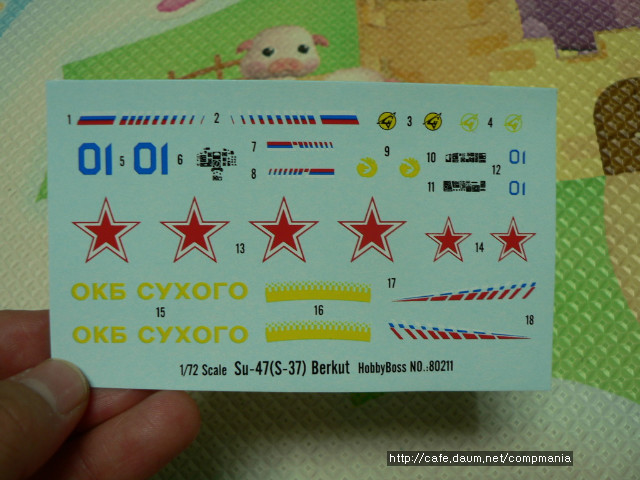 1 2 3 4
01 5 01 6 7 9 10 01 12
8 11 01
13 14
ОКБ СУХОГО 15 16 17
ОКБ СУХОГО 18
1/72 Scale Su-47(S-37) Berkut HobbyBoss NO.:80211
http://cafe.daum.net/compmania